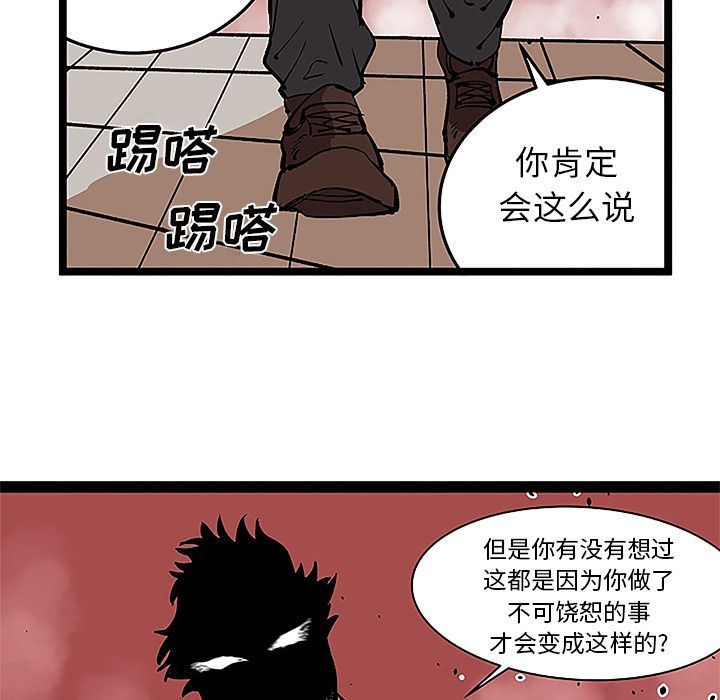 踢嗒
踢嗒
你肯定
会这么说
但是你有没有想过
这都是因为你做了
不可饶恕的事
才会变成这样的?